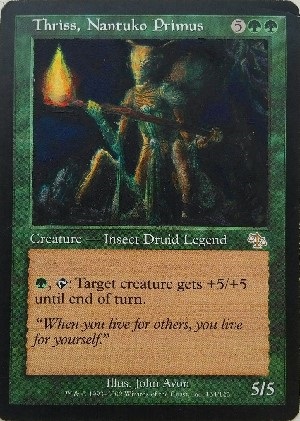 Thriss, Nantuko Primus 5
Creature — Insect Druid Legend
: Target creature gets +5/+5
until end of turn.
“When you live for others, you live
for yourself.”
Illus. John Avon
5/5